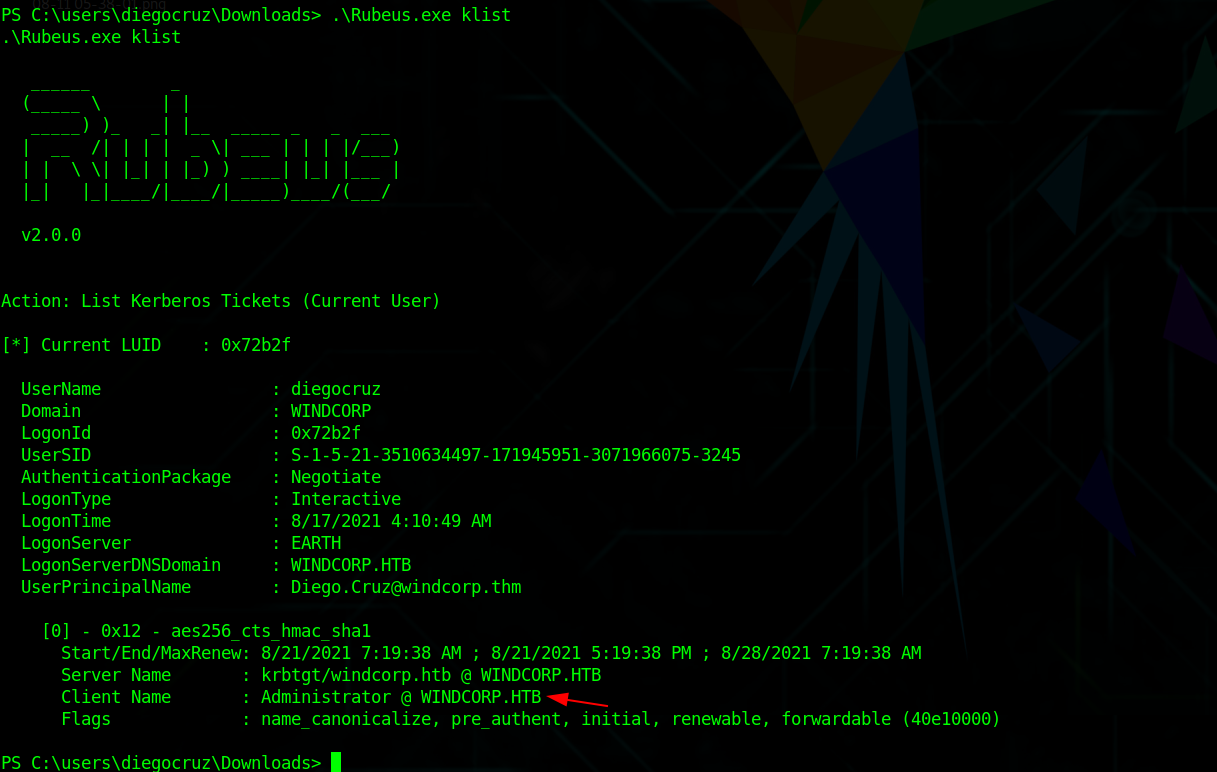 PS C:\users\diegocruz\Downloads> .\Rubeus.exe klist
.\Rubeus.exe klist
   ______        _
  (_____ \      | |
   _____) )_   _| |__  _____ _   _  ___
  |  __  /| | | |  _ \| ___ | | | |/___)
  | |  \ \| |_| | |_) ) ____| |_| |___ |
  |_|   |_|____/|____/|_____)____/(___/
v2.0.0
Action: List Kerberos Tickets (Current User)
[*] Current LUID    : 0x72b2f
UserName                 : diegocruz
Domain                   : WINDCORP
LogonId                  : 0x72b2f
UserSID                  : S-1-5-21-3510634497-171945951-3071966075-3245
AuthenticationPackage    : Negotiate
LogonType                : Interactive
LogonTime                : 8/17/2021 4:10:49 AM
LogonServer              : EARTH
LogonServerDNSDomain     : WINDCORP.HTB
UserPrincipalName        : Diego.Cruz@windcorp.thm
[0] - 0x12 - aes256_cts_hmac_sha1
Start/End/MaxRenew: 8/21/2021 7:19:38 AM ; 8/21/2021 5:19:38 PM ; 8/28/2021 7:19:38 AM
Server Name       : krbtgt/windcorp.htb @ WINDCORP.HTB
Client Name       : Administrator @ WINDCORP.HTB
Flags             : name_canonicalize, pre_authent, initial, renewable, forwardable (40e10000)
PS C:\users\diegocruz\Downloads>